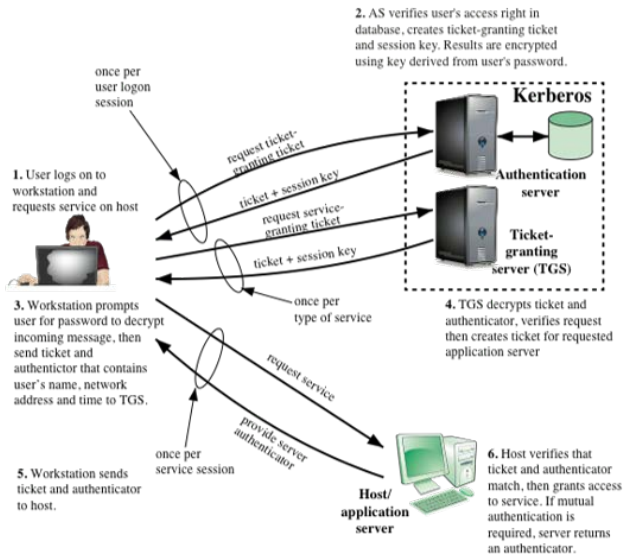 2. AS verifies user's access right in
database, creates ticket-granting ticket
and session key. Results are encrypted
using key derived from user's password.
once per
user logon
session
Kerberos
request ticket-
granting ticket
1. User logs on to
workstation and
requests service on host
ticket + session key
Authentication
server
request service-
granting ticket
Ticket-
granting
server (TGS)
ticket + session key
once per
type of service
3. Workstation prompts
user for password to decrypt
incoming message, then
send ticket and
authentictor that contains
user's name, network
address and time to TGS.
4. TGS decrypts ticket and
authenticator, verifies request
then creates ticket for requested
application server
request service
provide server
authenticator
once per
service session
5. Workstation sends
ticket and authenticator
to host.
Host/
application
server
6. Host verifies that
ticket and authenticator
match, then grants access
to service. If mutual
authentication is
required, server returns
an authenticator.